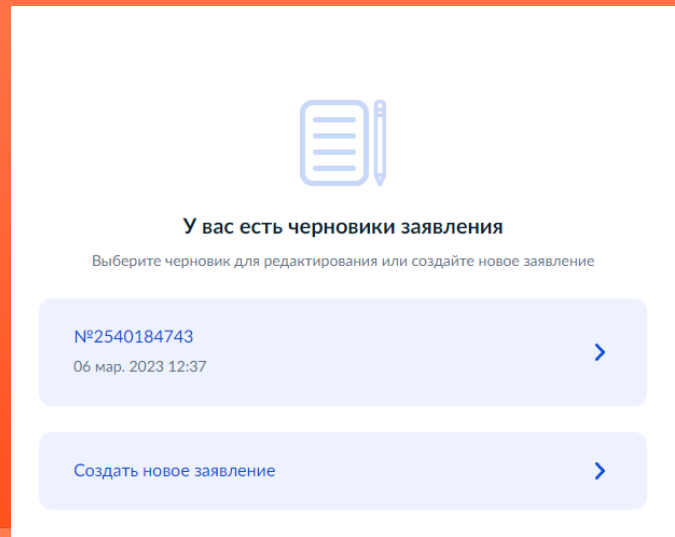 У вас есть черновики заявления
Выберите черновик для редактирования или создайте новое заявление
№2540184743
06 мар. 2023 12:37
Создать новое заявление